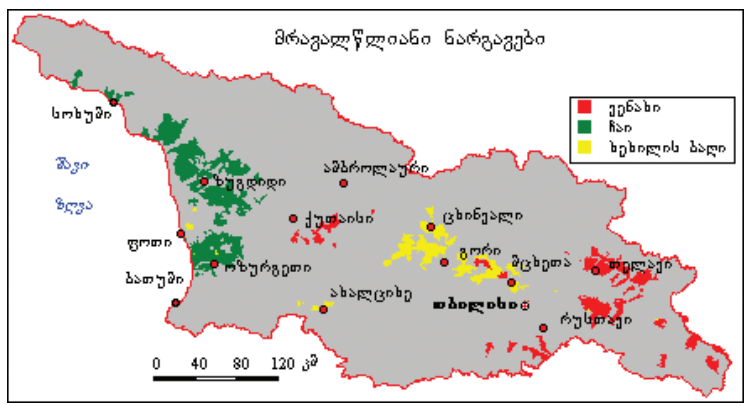 მრავალწლიანი ნარგავები
ვენახი
ჩაი
ხეხილის ბაღი
სოხუმი
შავი
ზღვა
ამბროლაური
ზუგდიდი
ქუთაისი
ცხინვალი
ფოთი
გორი
მცხეთა
თელავი
ოზურგეთი
ბათუმი
ახალციხე
თბილისი
რუსთავი
0 40 80 120 კმ